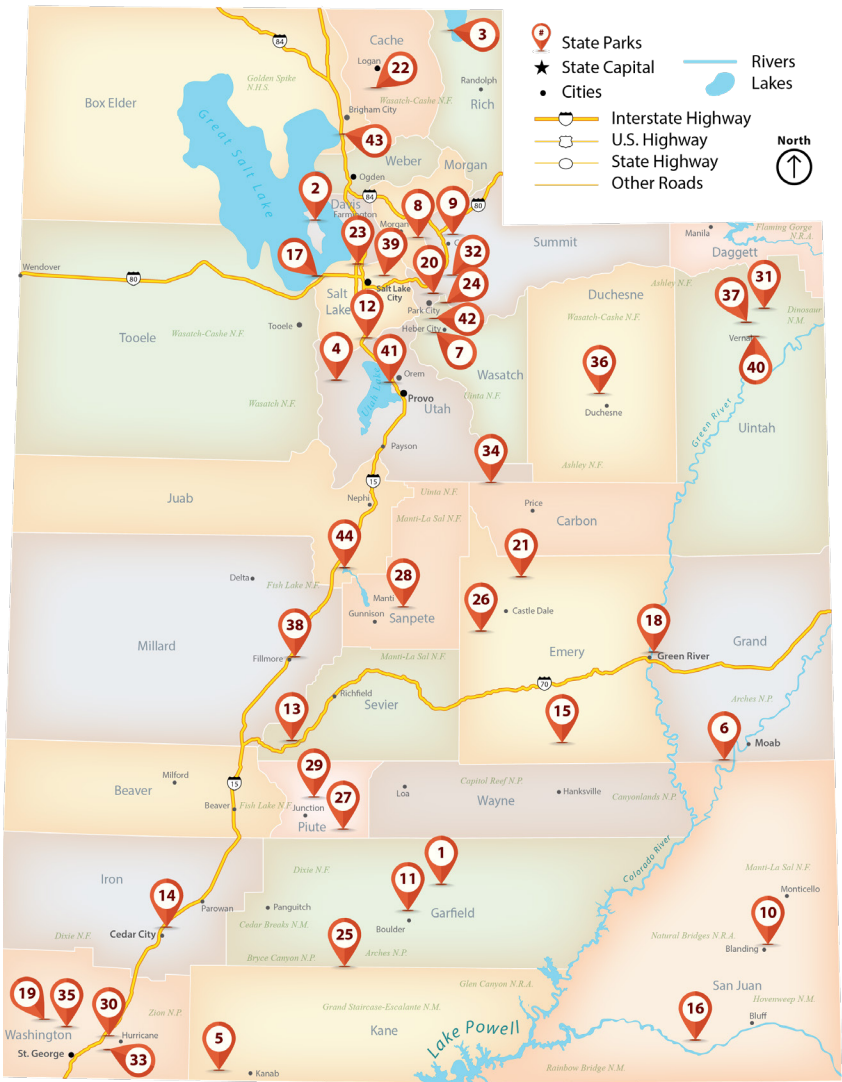 #
State Parks
State Capital
Cities
Rivers
Lakes
Interstate Highway
U.S. Highway
State Highway
Other Roads
North
84
Cache
3
Logan
22
Golden Spike
N.H.S.
Randolph
Box Elder
Wasatch-Cashe N.F.
Rich
Brigham City
Great Salt Lake
43
Weber
Morgan
Ogden
2
84
Davis
8
9
80
Farmington
Morgan
23
39
32
Summit
Manila
Flaming Gorge
N.R.A.
Daggett
17
20
Wendover
80
24
Ashley N.F.
31
Salt Lake
City
Salt
Lake
12
Park City
Duchesne
37
Dinosaur
N.M.
Tooele
Wasatch-Cashe N.F.
Tooele
42
Heber City
Wasatch-Cashe N.F.
Vernal
4
41
7
36
40
Orem
Wasatch
Utah Lake
Provo
Uinta N.F.
Wasatch N.F.
Utah
Duchesne
Green River
Uintah
Payson
34
Ashley N.F.
15
Juab
Nephi
Uinta N.F.
Price
Manti-La Sal N.F.
Carbon
44
21
Delta
Fish Lake N.F.
28
Manti
26
Castle Dale
Gunnison
Sanpete
38
18
Millard
Fillmore
Emery
Grand
Manti-La Sal N.F.
Green River
70
Richfield
Arches N.P.
13
Sevier
15
6
Moab
29
Milford
Capitol Reef N.P.
15
Beaver
27
Loa
Hanksville
Wayne
Canyonlands N.P.
Beaver
Fish Lake N.F.
Junction
Piute
Colorado River
1
Iron
Dixie N.F.
11
Manti-La Sal N.F.
14
Monticello
Parowan
Panguitch
Garfield
10
Cedar City
Cedar Breaks N.M.
Boulder
Dixie N.F.
25
Natural Bridges N.R.A.
Blanding
Bryce Canyon N.P.
Arches N.P.
Glen Canyon N.R.A.
San Juan
19
35
30
Zion N.P.
Grand Staircase-Escalante N.M.
16
Hovenweep N.M.
Bluff
Washington
Hurricane
5
Kane
Lake Powell
St. George
33
Kanab
Rainbow Bridge N.M.